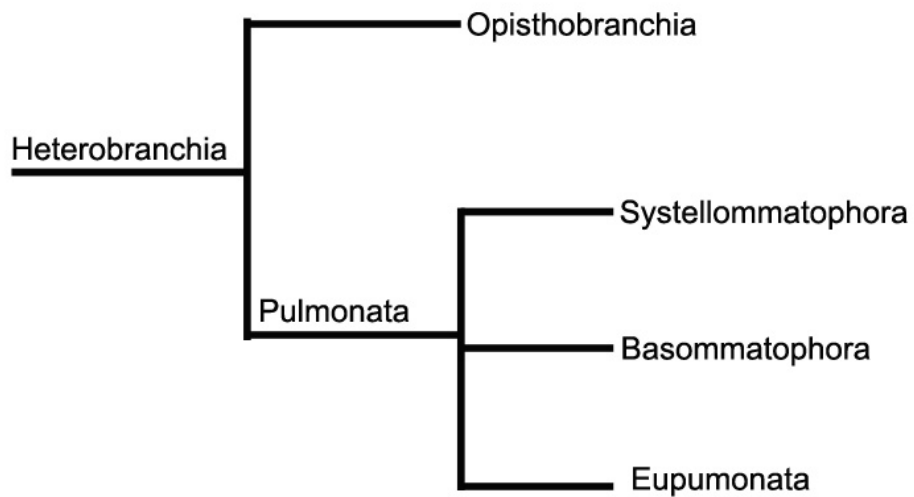 Opisthobranchia
Heterobranchia
Systellommatophora
Pulmonata
Basommatophora
Eupumonata